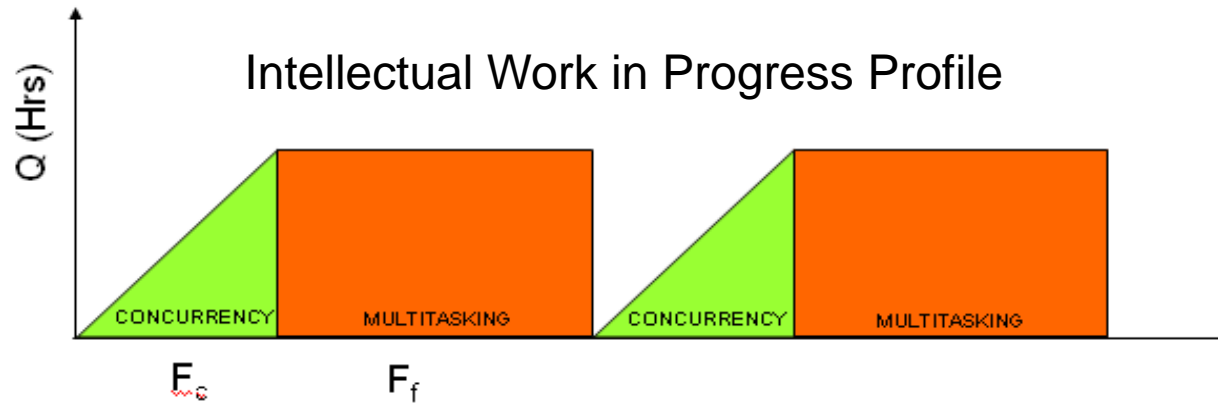 Intellectual Work in Progress Profile
Q (Hrs)
CONCURRENCY MULTITASKING CONCURRENCY MULTITASKING
Fc Ff